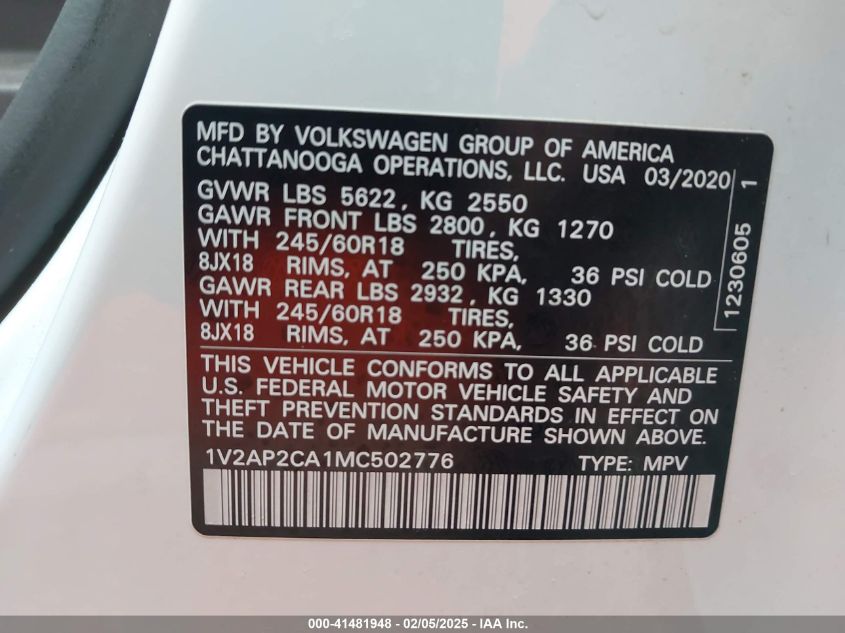 MFD BY VOLKSWAGEN GROUP OF AMERICA
CHATTANOOGA OPERATIONS, LLC. USA 03/2020
GVWR LBS 5622, KG 2550
GAWR FRONT LBS 2800, KG 1270
WITH 245/60R18 TIRES,
8JX18 RIMS, AT 250 KPA, 36 PSI COLD
GAWR REAR LBS 2932, KG 1330
WITH 245/60R18 TIRES,
8JX18 RIMS, AT 250 KPA, 36 PSI COLD
1230605 1
THIS VEHICLE CONFORMS TO ALL APPLICABLE
U.S. FEDERAL MOTOR VEHICLE SAFETY AND
THEFT PREVENTION STANDARDS IN EFFECT ON
THE DATE OF MANUFACTURE SHOWN ABOVE.
1V2AP2CA1MC502776 TYPE: MPV
000-41481948 - 02/05/2025 - IAA Inc.